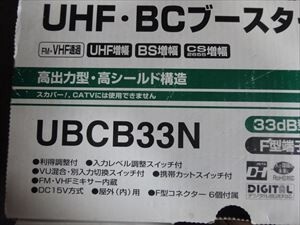 UHF・BCブースター
FM-VHF通過 UHF増幅 BS増幅 CS増幅 2655
高出力型・高シールド構造
スカパー!、CATVには使用できません
UBCB33N
33dB
F型端子
●利得調整付 ●入力レベル調整スイッチ付
●VU混合・別入力切換スイッチ付 ●携帯カットスイッチ付
●FM・VHFミキサー内蔵
●DC15V方式 ●屋外(内)用 ●F型コネクター 6個付属
DH
RoHS対応
DIGITAL